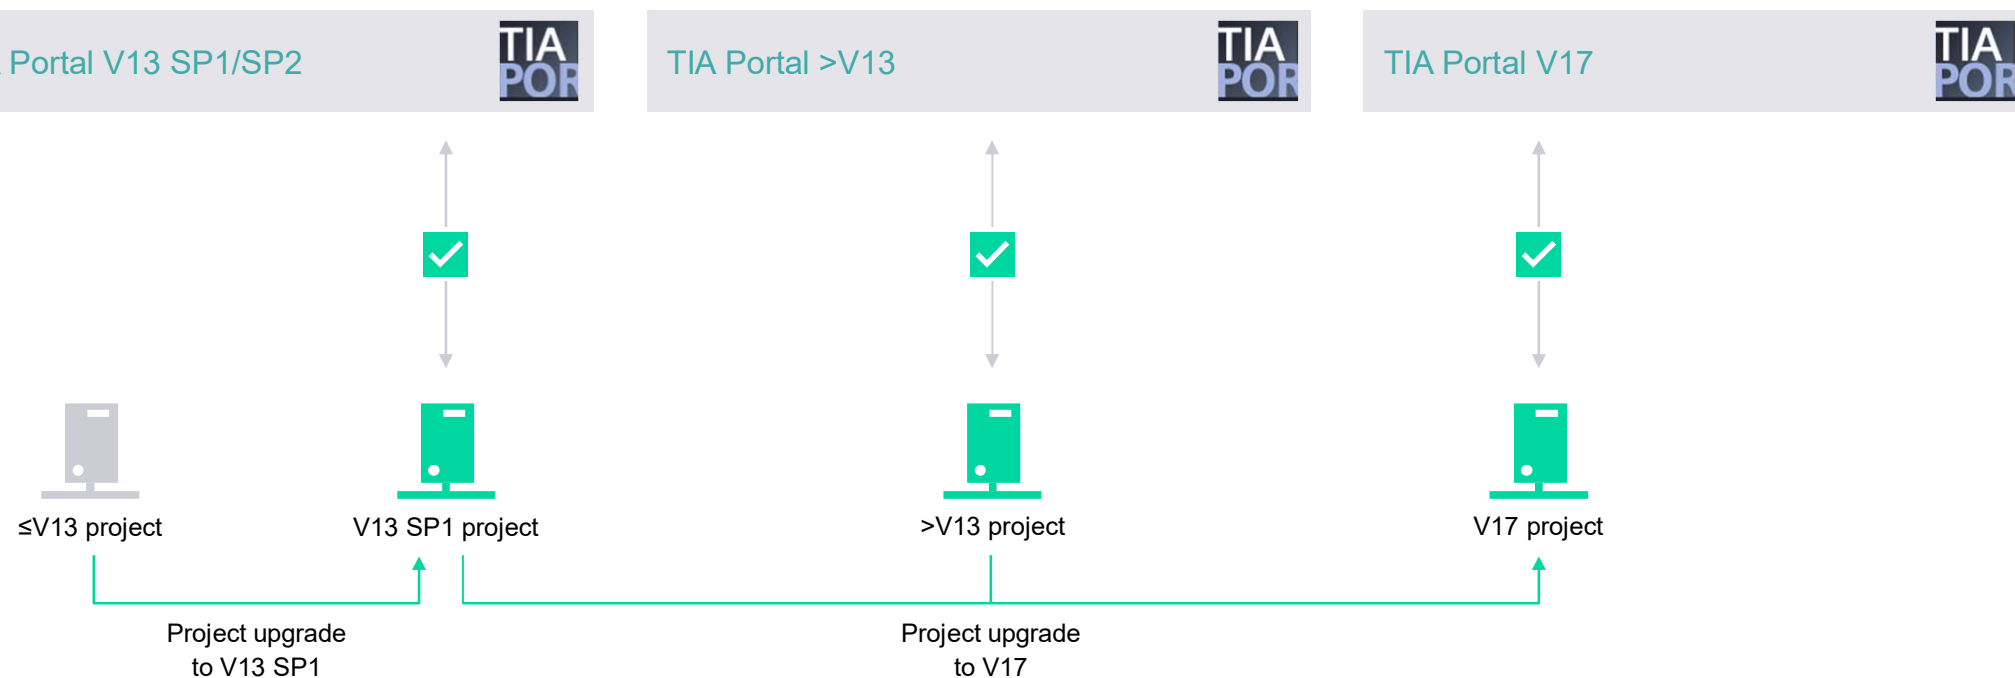 Portal V13 SP1/SP2
TIA
POR
TIA Portal >V13
TIA
POR
TIA Portal V17
TIA
POR
≤V13 project
V13 SP1 project
>V13 project
V17 project
Project upgrade
to V13 SP1
Project upgrade
to V17